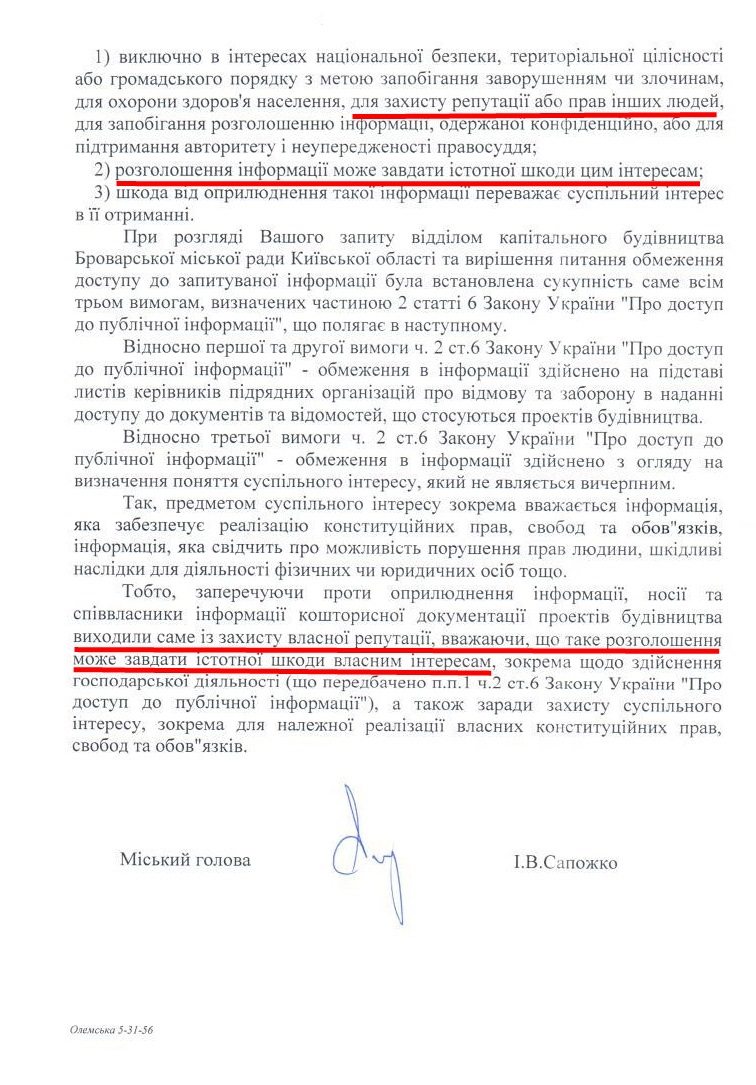 1) виключно в інтересах національної безпеки, територіальної цілісності
або громадського порядку з метою запобігання заворушенням чи злочинам,
для охорони здоров'я населення, для захисту репутації або прав інших людей,
для запобігання розголошенню інформації, одержаної конфіденційно, або для
підтримання авторитету і неупередженості правосуддя;
2) розголошення інформації може завдати істотної шкоди цим інтересам;
3) шкода від оприлюднення такої інформації переважає суспільний інтерес
в її отриманні.
При розгляді Вашого запиту відділом капітального будівництва
Броварської міської ради Київської області та вирішення питання обмеження
доступу до запитуваної інформації була встановлена сукупність саме всім
трьом вимогам, визначених частиною 2 статті 6 Закону України "Про доступ
до публічної інформації", що полягає в наступному.
Відносно першої та другої вимоги ч. 2 ст.6 Закону України "Про доступ
до публічної інформації" - обмеження в інформації здійснено на підставі
листів керівників підрядних організацій про відмову та заборону в наданні
доступу до документів та відомостей, що стосуються проектів будівництва.
Відносно третьої вимоги ч. 2 ст.6 Закону України "Про доступ до
публічної інформації" - обмеження в інформації здійснено з огляду на
визначення поняття суспільного інтересу, який не являється вичерпним.
Так, предметом суспільного інтересу зокрема вважається інформація,
яка забезпечує реалізацію конституційних прав, свобод та обов"язків,
інформація, яка свідчить про можливість порушення прав людини, шкідливі
наслідки для діяльності фізичних чи юридичних осіб тощо.
Тобто, заперечуючи проти оприлюднення інформації, носії та
співвласники інформації кошторисної документації проектів будівництва
виходили саме із захисту власної репутації, вважаючи, що таке розголошення
може завдати істотної шкоди власним інтересам, зокрема щодо здійснення
господарської діяльності (що передбачено п.п.1 ч.2 ст.6 Закону України "Про
доступ до публічної інформації"), а також заради захисту суспільного
інтересу, зокрема для належної реалізації власних конституційних прав,
свобод та обов"язків.
Міський голова І.В.Сапожко
Олемська 5-31-56